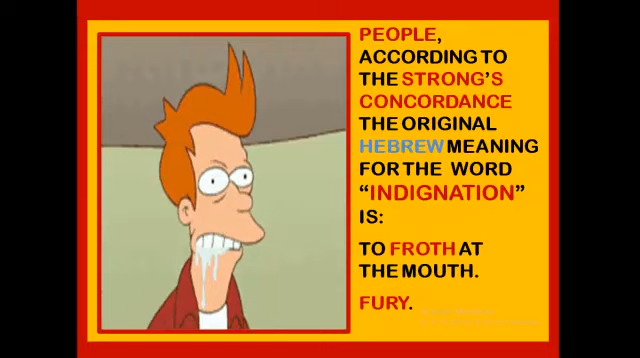 PEOPLE,
ACCORDING TO
THE STRONG'S
CONCORDANCE
THE ORIGINAL
HEBREW MEANING
FOR THE WORD
“INDIGNATION”
IS:
TO FROTH AT
THE MOUTH.
FURY.